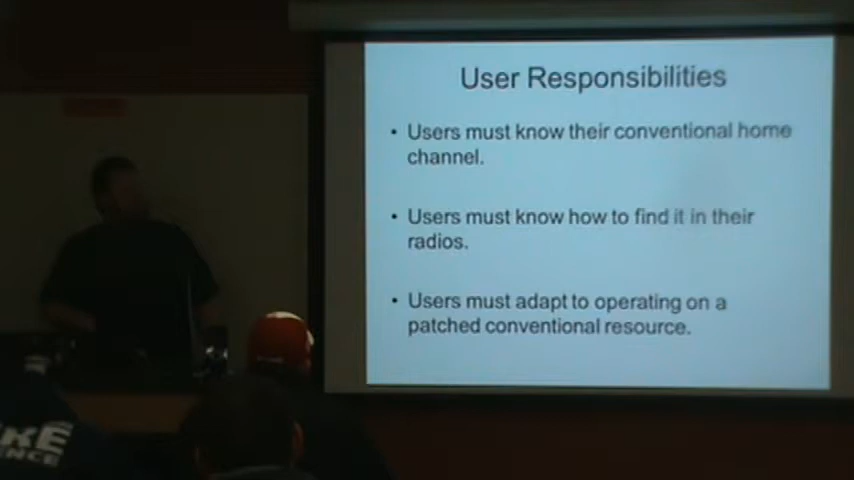 User Responsibilities
• Users must know their conventional home
channel.
• Users must know how to find it in their
radios.
• Users must adapt to operating on a
patched conventional resource.